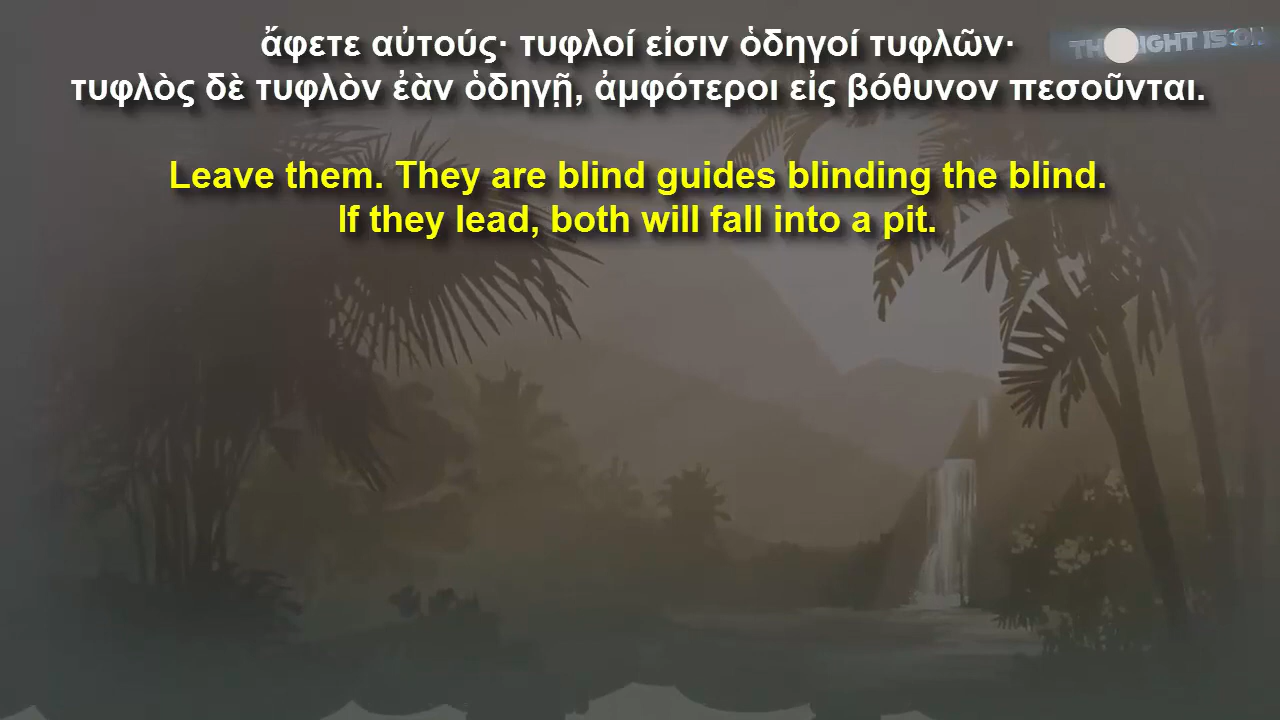 ἄφετε αὐτούς· τυφλοί εἰσιν ὁδηγοί τυφλῶν·
τυφλὸς δὲ τυφλὸν ἐὰν ὁδηγῇ, ἀμφότεροι εἰς βόθυνον πεσοῦνται.
Leave them. They are blind guides blinding the blind.
If they lead, both will fall into a pit.